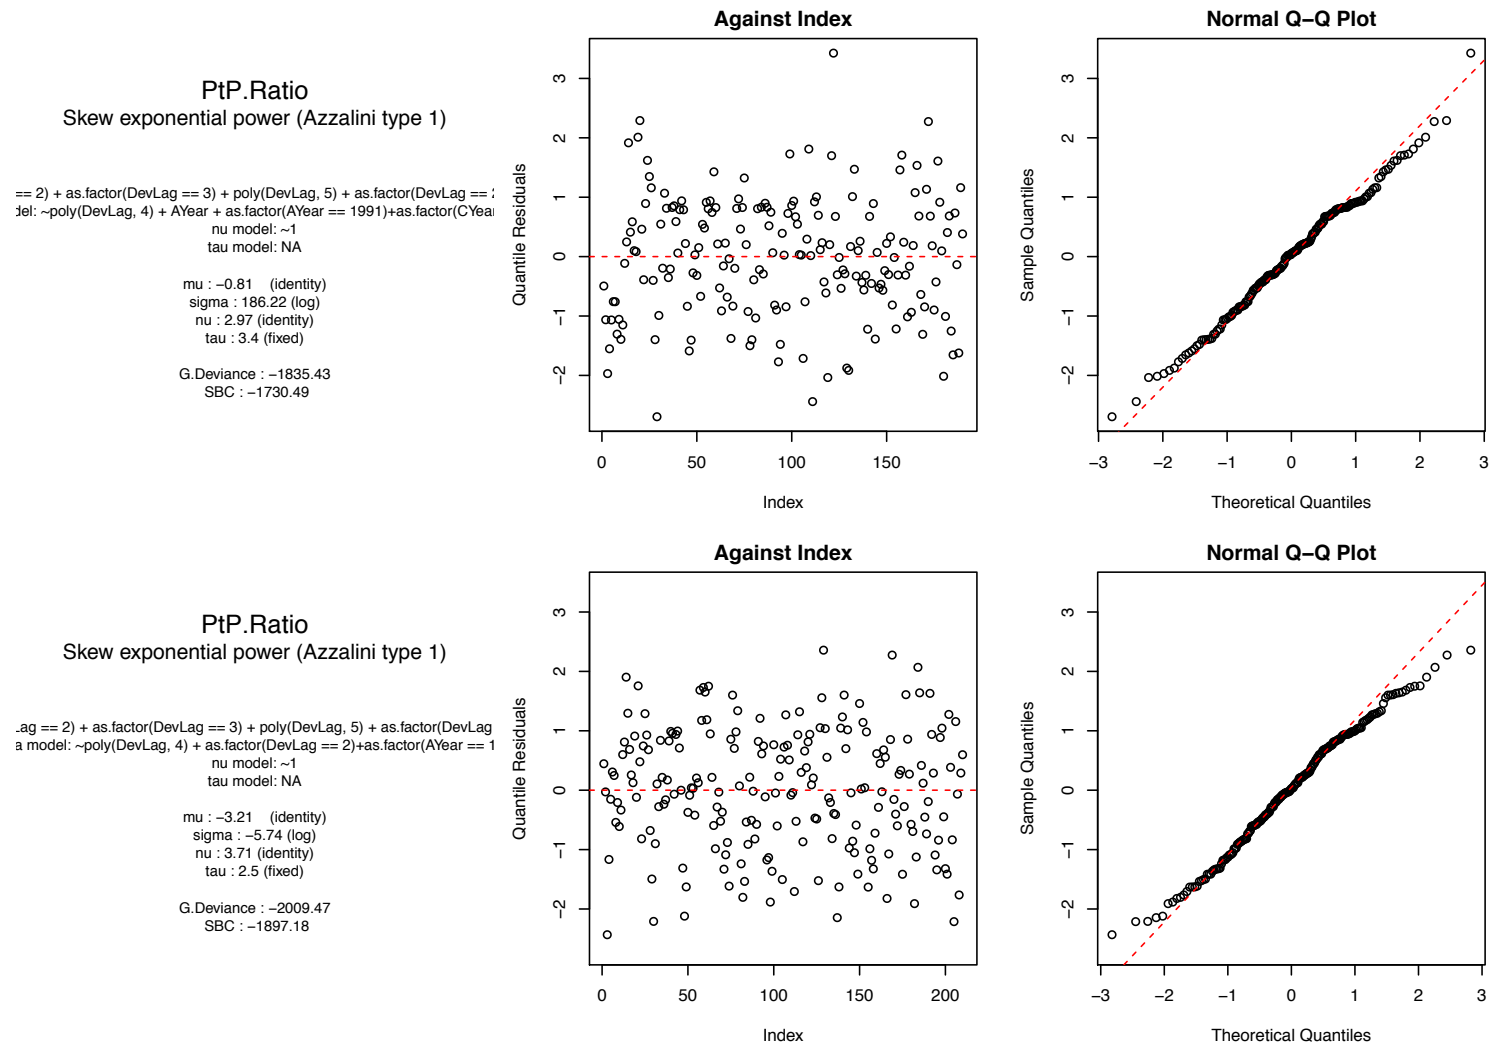 PtP.Ratio
Skew exponential power (Azzalini type 1)
== 2) + as.factor(DevLag == 3) + poly(DevLag, 5) + as.factor(DevLag ==
del: ~poly(DevLag, 4) + AYear + as.factor(AYear == 1991)+as.factor(CYear
nu model: ~1
tau model: NA
mu : −0.81 (identity)
sigma : 186.22 (log)
nu : 2.97 (identity)
tau : 3.4 (fixed)
G.Deviance : −1835.43
SBC : −1730.49
Against Index
Quantile Residuals
3
2
1
0
−1
−2
0 50 100 150
Index
Normal Q−Q Plot
Sample Quantiles
3
2
1
0
−1
−2
−3 −2 −1 0 1 2 3
Theoretical Quantiles
PtP.Ratio
Skew exponential power (Azzalini type 1)
Lag == 2) + as.factor(DevLag == 3) + poly(DevLag, 5) + as.factor(DevLag
a model: ~poly(DevLag, 4) + as.factor(DevLag == 2)+as.factor(AYear == 1
nu model: ~1
tau model: NA
mu : −3.21 (identity)
sigma : −5.74 (log)
nu : 3.71 (identity)
tau : 2.5 (fixed)
G.Deviance : −2009.47
SBC : −1897.18
Against Index
Quantile Residuals
3
2
1
0
−1
−2
0 50 100 150 200
Index
Normal Q−Q Plot
Sample Quantiles
3
2
1
0
−1
−2
−3 −2 −1 0 1 2 3
Theoretical Quantiles